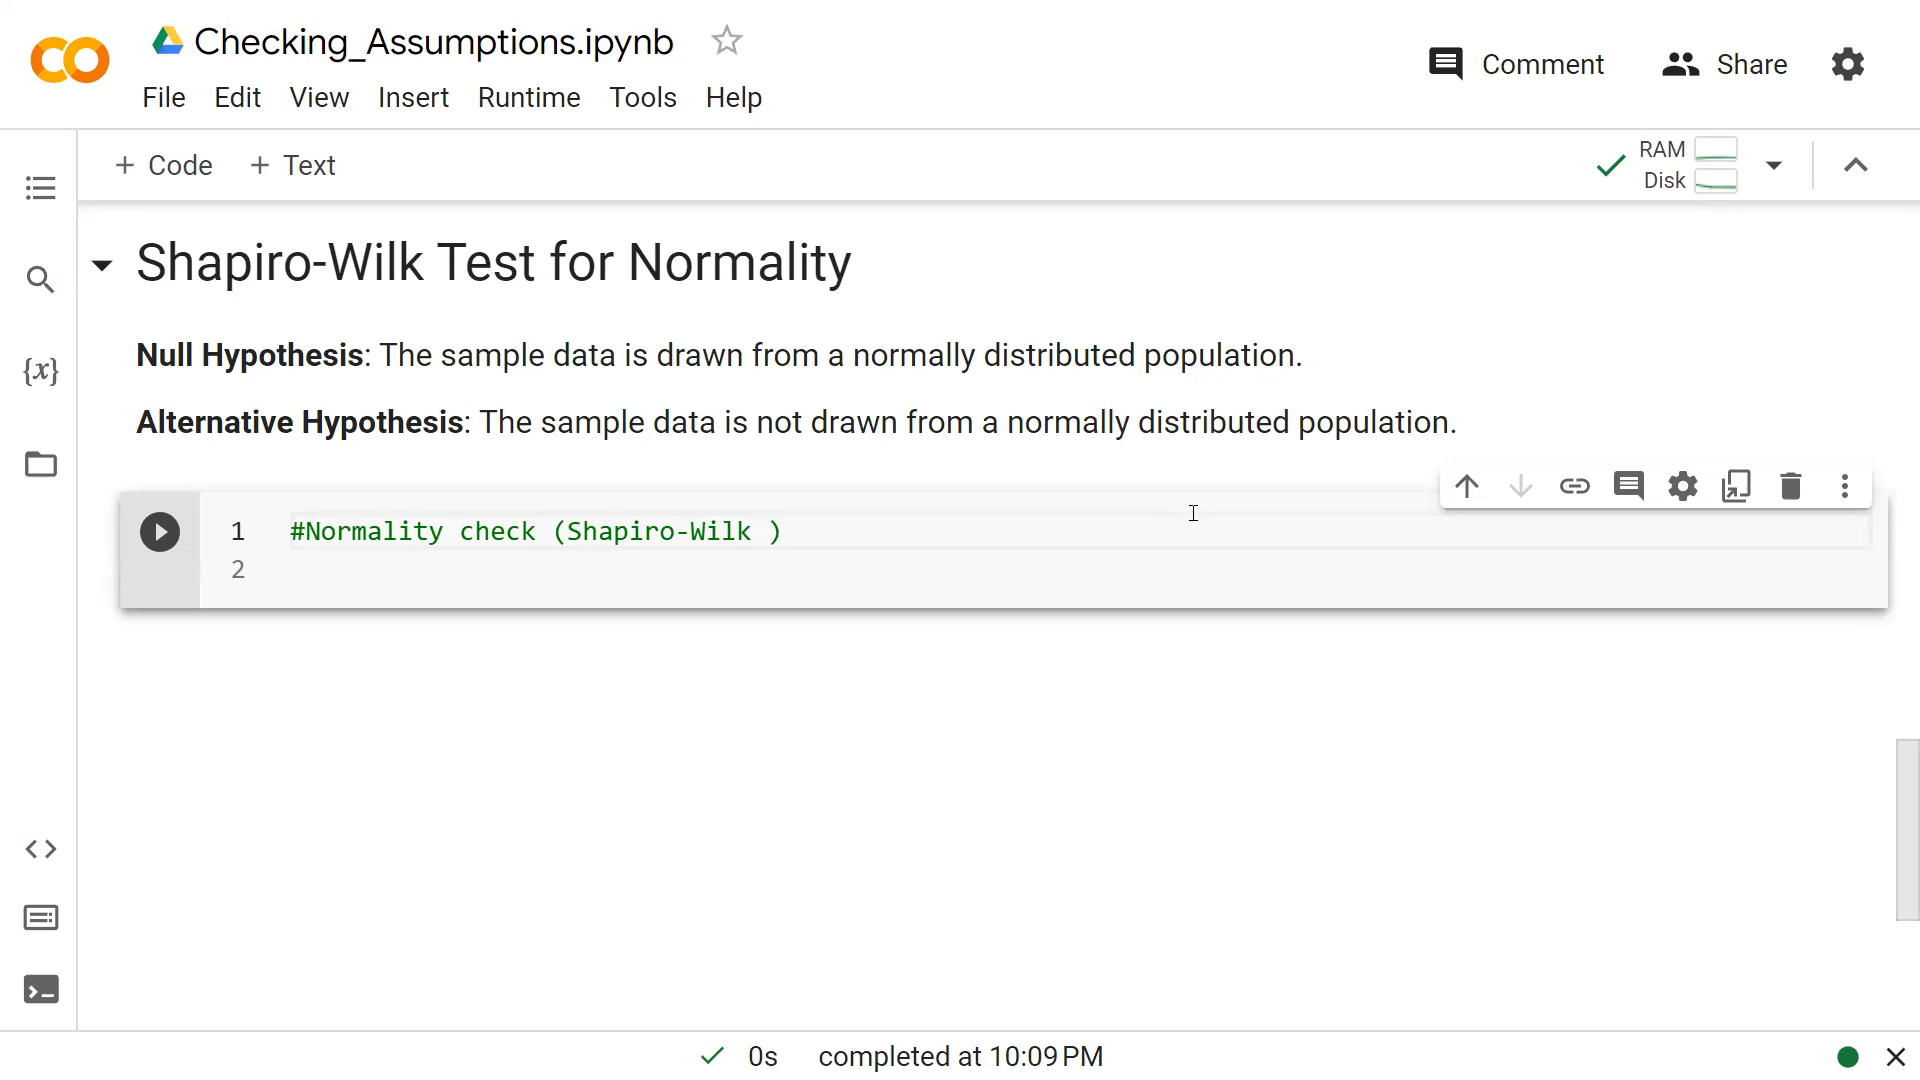 Checking_Assumptions.ipynb
File Edit View Insert Runtime Tools Help
Comment Share
+ Code + Text
RAM
Disk
Shapiro-Wilk Test for Normality
{x}
Null Hypothesis: The sample data is drawn from a normally distributed population.
Alternative Hypothesis: The sample data is not drawn from a normally distributed population.
1 #Normality check (Shapiro-Wilk )
2
0s completed at 10:09 PM